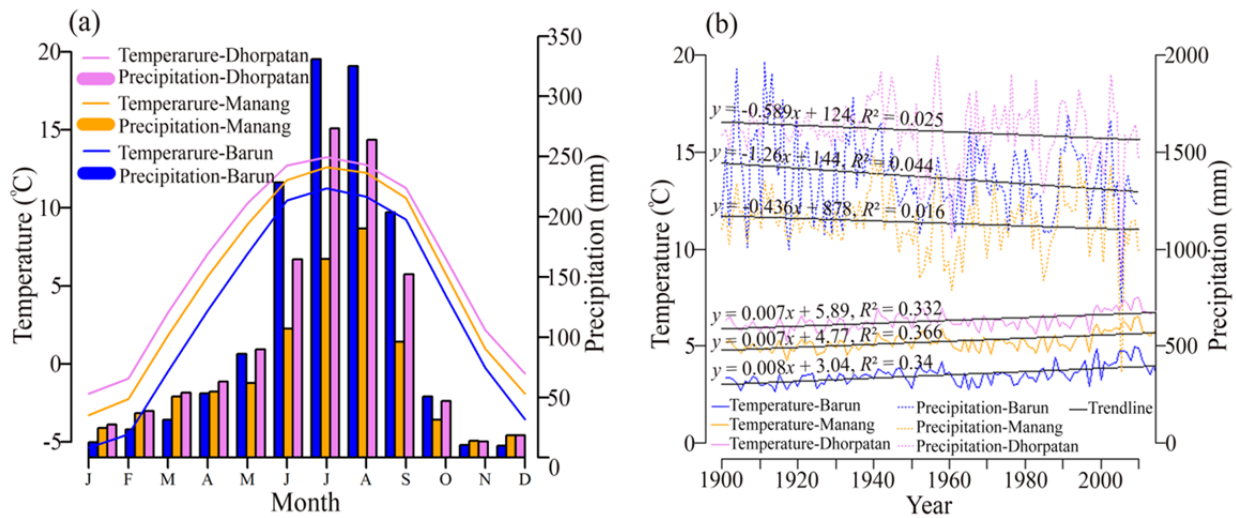 (a)
Temperarure-Dhorpatan
Precipitation-Dhorpatan
Temperarure-Manang
Precipitation-Manang
Temperarure-Barun
Precipitation-Barun
20
15
10
5
0
-5
Temperature (°C)
350
300
250
200
150
100
50
0
Precipitation (mm)
J F M A M J J A S O N D
Month
(b)
20
15
10
5
0
Temperature (°C)
y = -0.589x + 124, R² = 0.025
y = -1.26x + 144, R² = 0.044
y = -0.436x + 878, R² = 0.016
y = 0.007x + 5.89, R² = 0.332
y = 0.007x + 4.77, R² = 0.366
y = 0.008x + 3.04, R² = 0.34
Temperature-Barun Precipitation-Barun Trendline
Temperature-Manang Precipitation-Manang
Temperature-Dhorpatan Precipitation-Dhorpatan
2000
1500
1000
500
0
Precipitation (mm)
1900 1920 1940 1960 1980 2000
Year